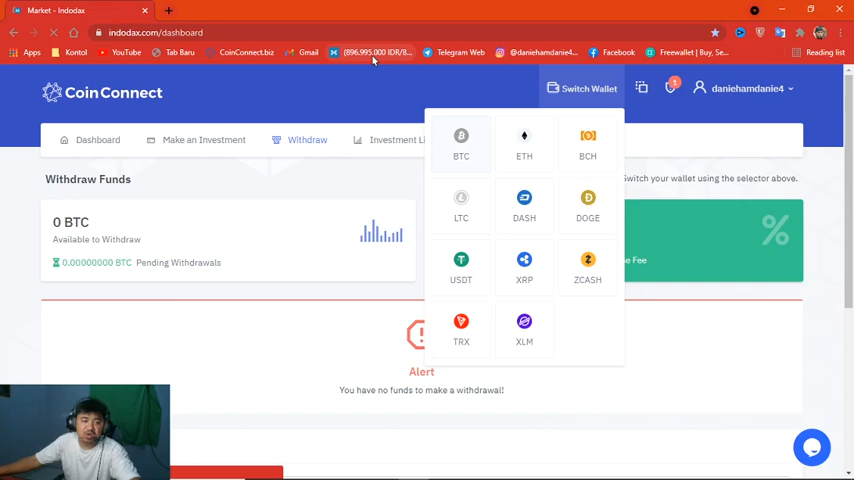 Market - Indodax
indodax.com/dashboard
Apps Kontol YouTube Tab Baru CoinConnect.biz Gmail (896.995.000 IDR/B... Telegram Web @daniehamdanie4... Facebook Freewallet | Buy, Se... Reading list
CoinConnect
Switch Wallet 1 daniehamdanie4
Dashboard Make an Investment Withdraw Investment Li
Withdraw Funds
Switch your wallet using the selector above.
BTC ETH BCH
LTC DASH DOGE
USDT XRP ZCASH
TRX XLM
0 BTC
Available to Withdraw
0.00000000 BTC Pending Withdrawals
se Fee
%
Alert
You have no funds to make a withdrawal!